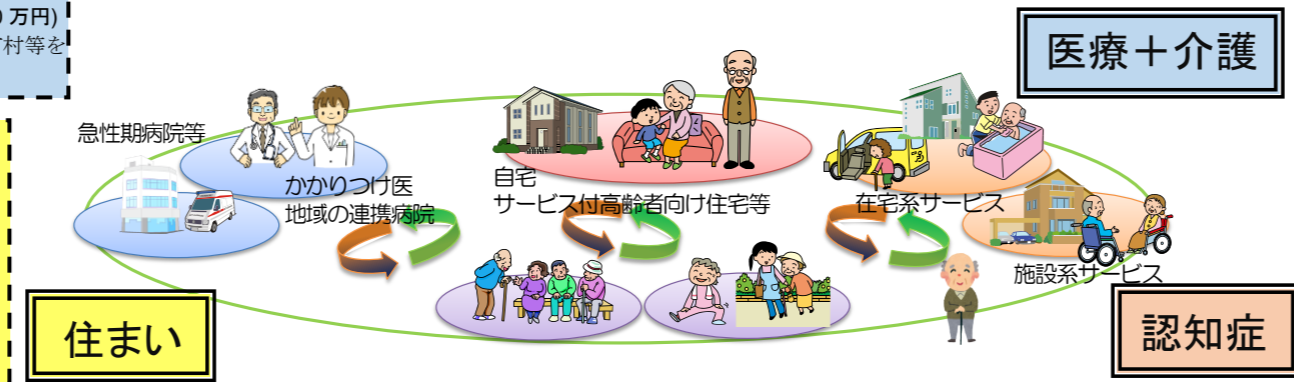 万円)
村等を
医療＋介護
急性期病院等
かかりつけ医
地域の連携病院
自宅
サービス付高齢者向け住宅等
在宅系サービス
施設系サービス
住まい
認知症